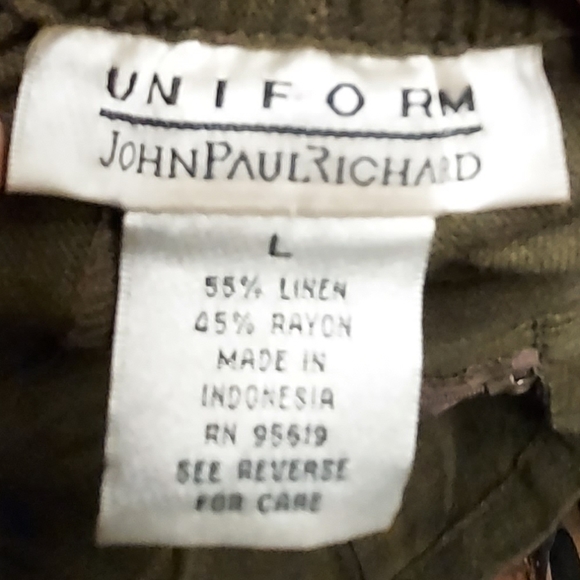 UNIFORM
JOHNPAULRICHARD
L
55% LINEN
45% RAYON
MADE IN
INDONESIA
RN 95619
SEE REVERSE
FOR CARE